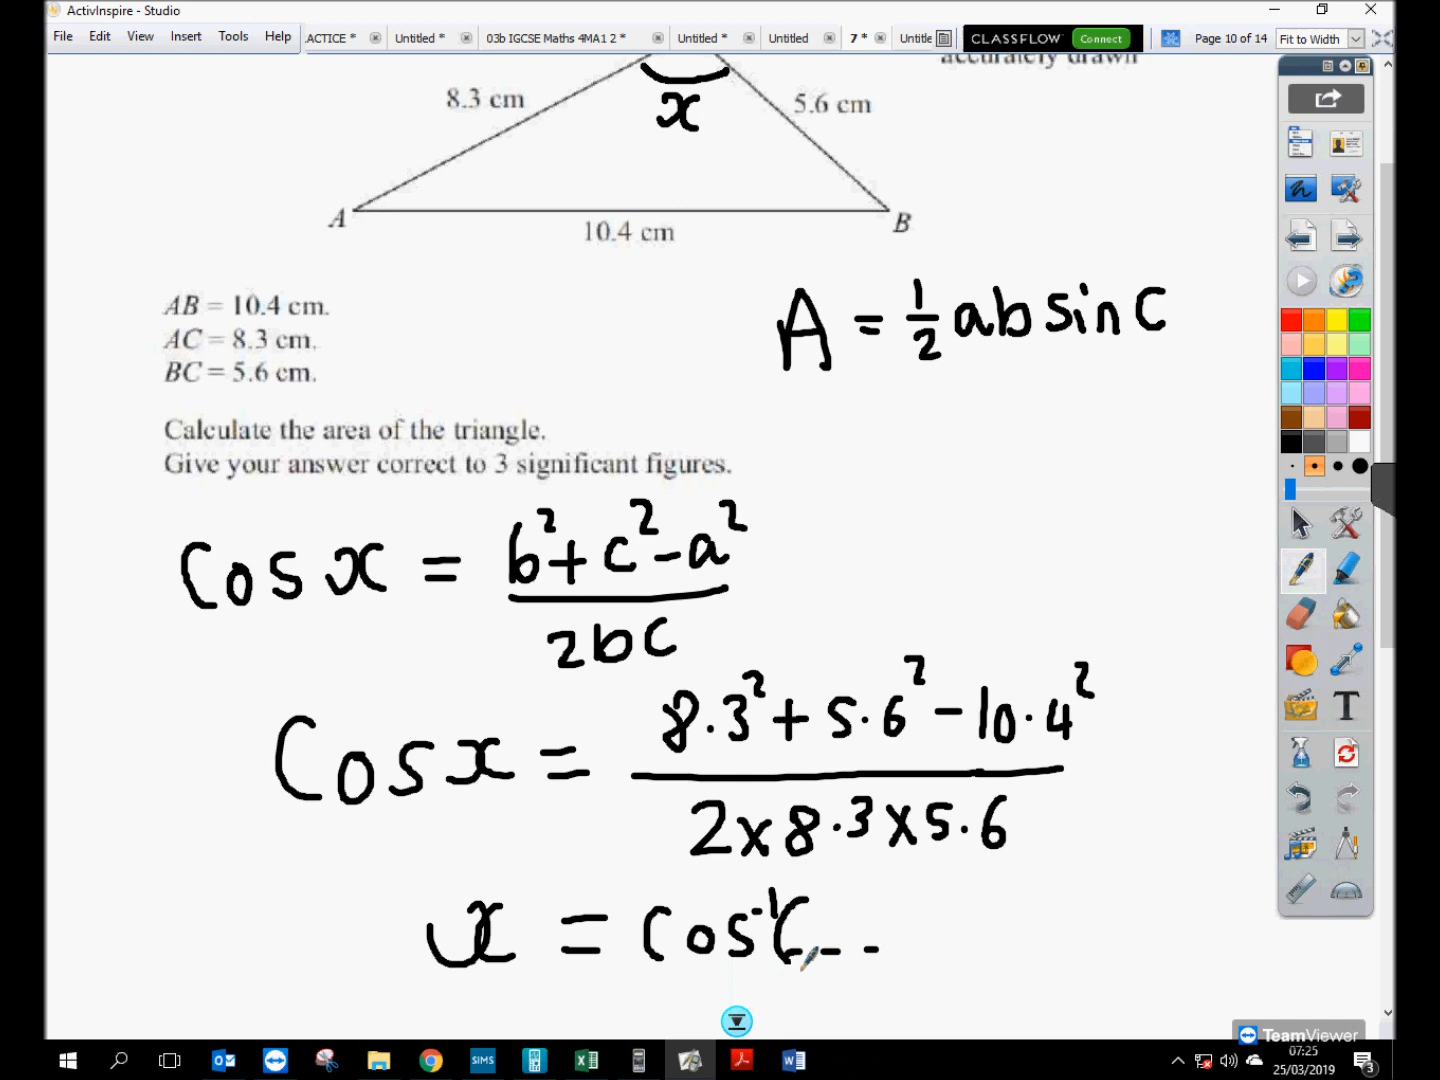 ActivInspire - Studio
File Edit View Insert Tools Help
ACTICE * Untitled * 03b IGCSE Maths 4MA1 2 * Untitled * Untitled 7 * Untitle CLASSFLOW Connect Page 10 of 14 Fit to Width
accurately drawn
8.3 cm
x
5.6 cm
A
10.4 cm
B
AB = 10.4 cm.
AC = 8.3 cm.
BC = 5.6 cm.
A = 1/2 ab sin C
Calculate the area of the triangle.
Give your answer correct to 3 significant figures.
Cos x = b² + c² - a² / 2bc
Cos x = 8.3² + 5.6² - 10.4² / 2 x 8.3 x 5.6
x = cos⁻¹( - - -
TeamViewer
SIMS
07:25
25/03/2019
3